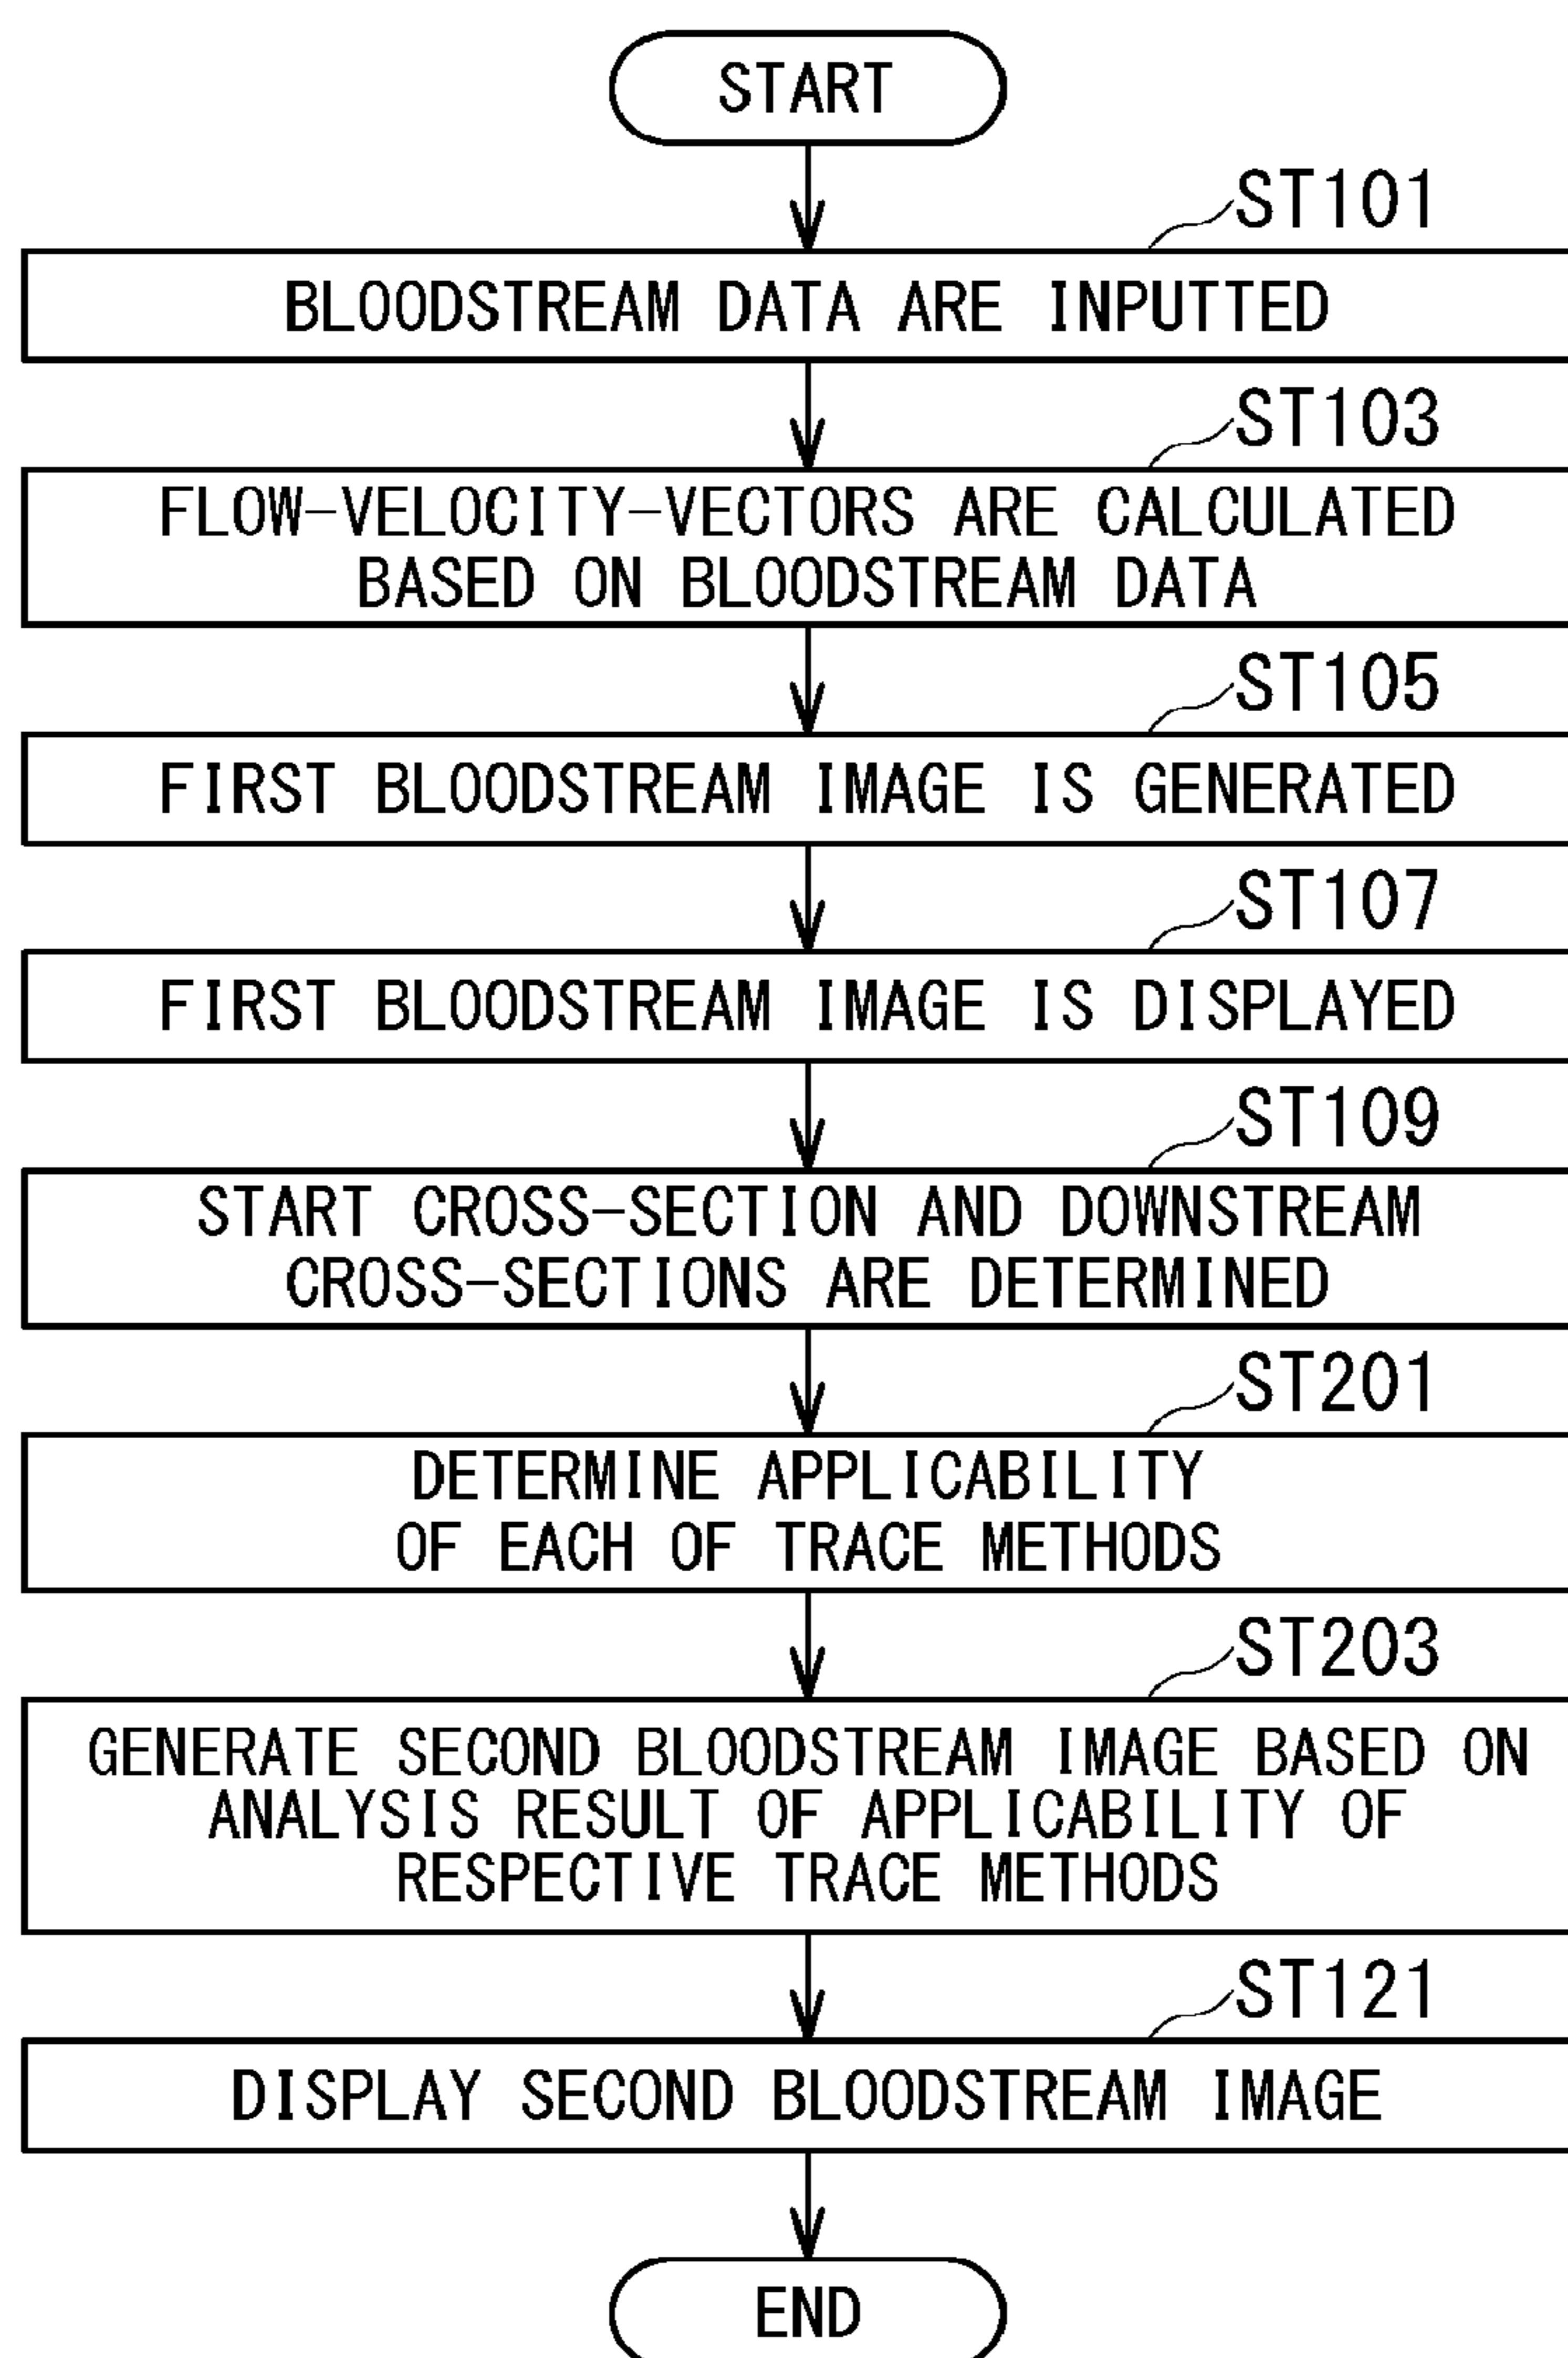 START
ST101
BLOODSTREAM DATA ARE INPUTTED
ST103
FLOW-VELOCITY-VECTORS ARE CALCULATED
BASED ON BLOODSTREAM DATA
ST105
FIRST BLOODSTREAM IMAGE IS GENERATED
ST107
FIRST BLOODSTREAM IMAGE IS DISPLAYED
ST109
START CROSS-SECTION AND DOWNSTREAM
CROSS-SECTIONS ARE DETERMINED
ST201
DETERMINE APPLICABILITY
OF EACH OF TRACE METHODS
ST203
GENERATE SECOND BLOODSTREAM IMAGE BASED ON
ANALYSIS RESULT OF APPLICABILITY OF
RESPECTIVE TRACE METHODS
ST121
DISPLAY SECOND BLOODSTREAM IMAGE
END